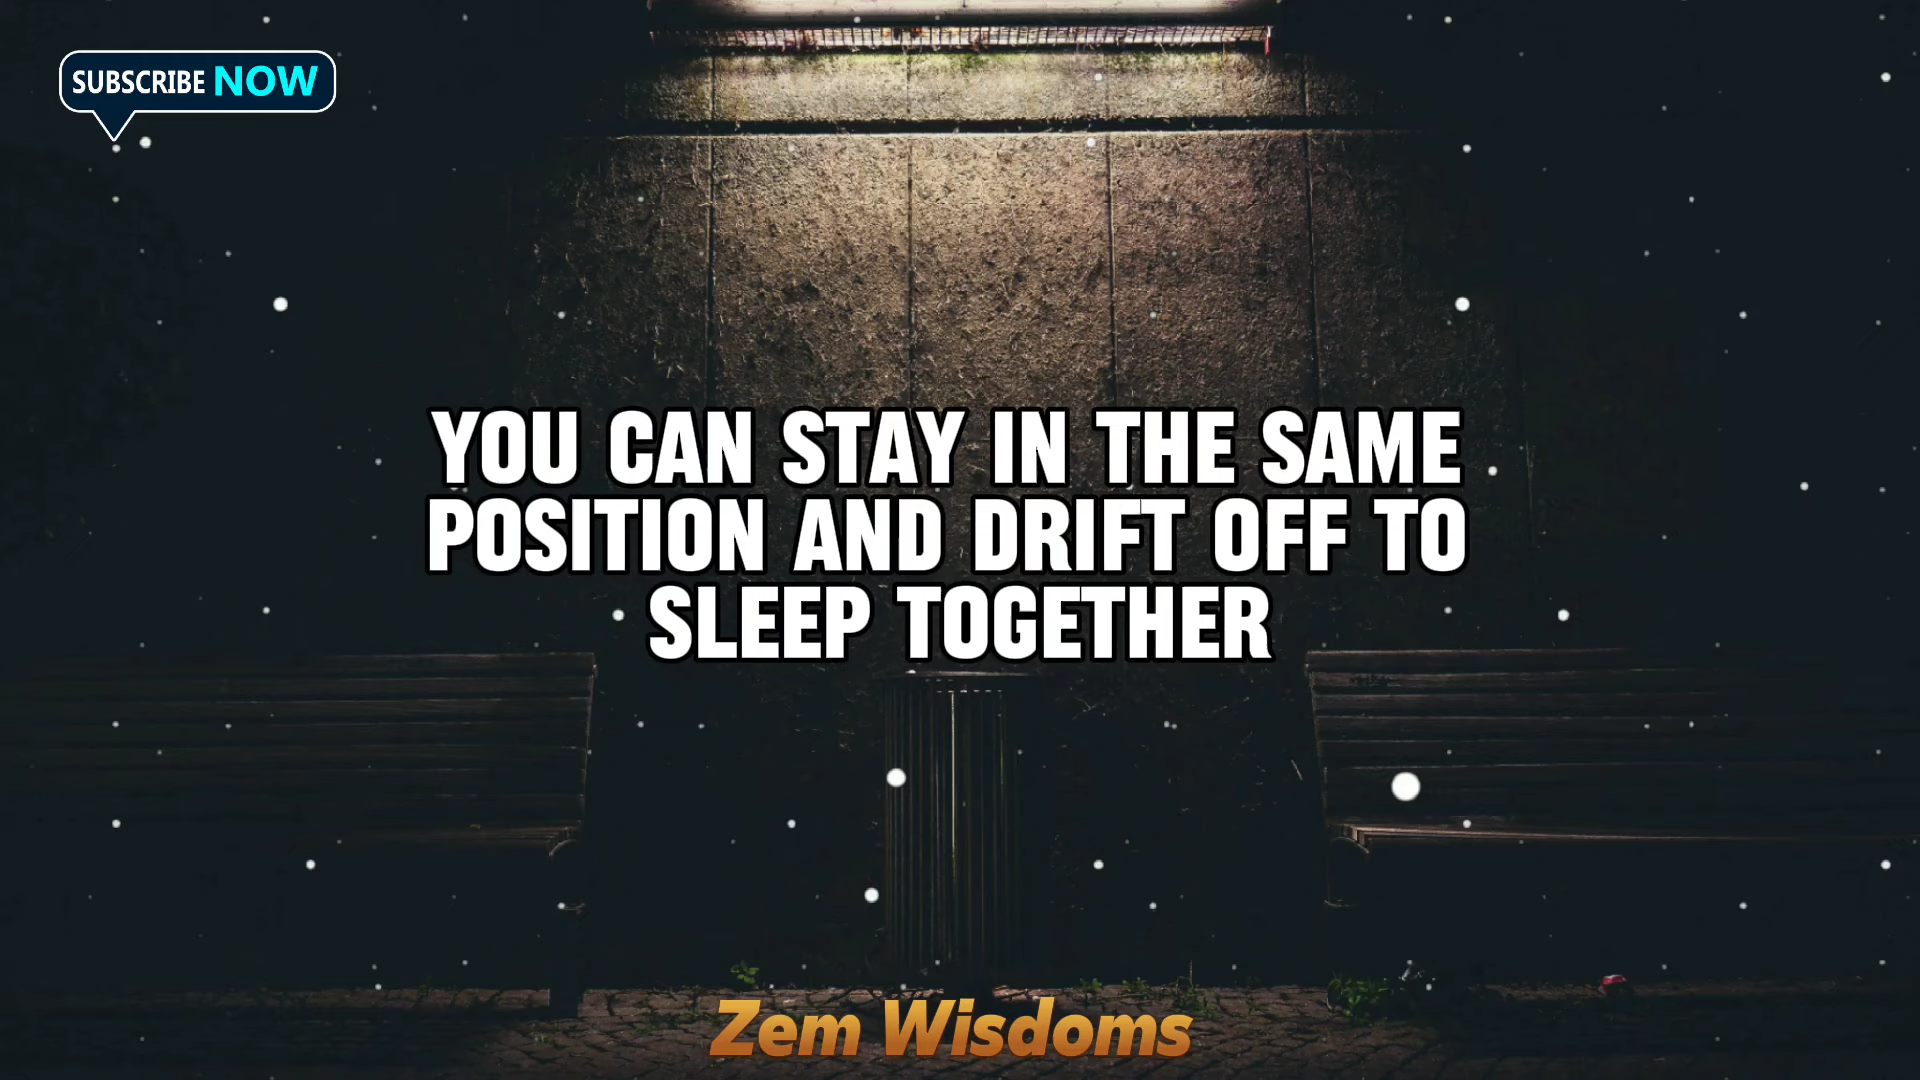 SUBSCRIBE NOW
YOU CAN STAY IN THE SAME
POSITION AND DRIFT OFF TO
SLEEP TOGETHER
Zem Wisdoms